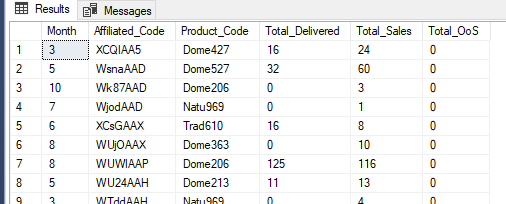 Results Messages
Month Affiliated_Code Product_Code Total_Delivered Total_Sales Total_OoS
1 3 XCQIAA5 Dome427 16 24 0
2 5 WsnaAAD Dome527 32 60 0
3 10 Wk87AAD Dome206 0 3 0
4 7 WjodAAD Natu969 0 1 0
5 6 XCsGAAX Trad610 16 8 0
6 8 WUjOAAX Dome363 0 10 0
7 8 WUWIAAP Dome206 125 116 0
8 5 WU24AAH Dome213 11 13 0
9 3 WTddAAH Natu969 0 4 0